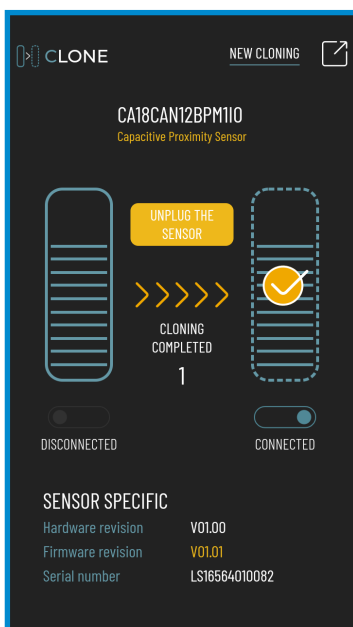 CLONE
NEW CLONING
CA18CAN12BPM1IO
Capacitive Proximity Sensor
UNPLUG THE
SENSOR
CLONING
COMPLETED
1
DISCONNECTED
CONNECTED
SENSOR SPECIFIC
Hardware revision V01.00
Firmware revision V01.01
Serial number LS16564010082